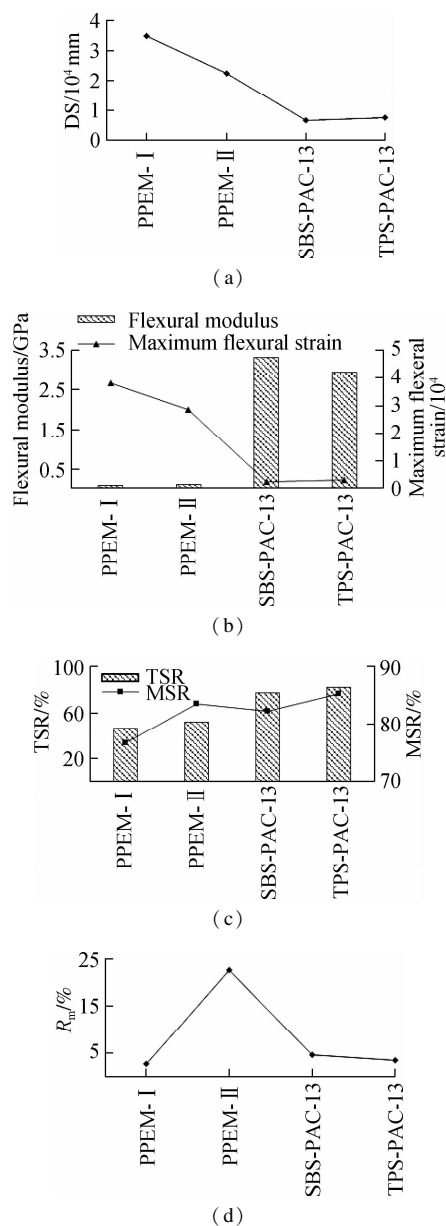 4
3
2
1
0
DS/10⁴ mm
PPEM-Ⅰ
PPEM-Ⅱ
SBS-PAC-13
TPS-PAC-13
(a)
Flexural modulus
Maximum flexural strain
Flexural modulus/GPa
3.5
2.5
1.5
0.5
5
4
3
2
1
0
Maximum flexeral
strain/10⁴
PPEM-Ⅰ
PPEM-Ⅱ
SBS-PAC-13
TPS-PAC-13
(b)
TSR
MSR
TSR/%
100
60
20
90
80
70
MSR/%
PPEM-Ⅰ
PPEM-Ⅱ
SBS-PAC-13
TPS-PAC-13
(c)
Rm/%
25
15
5
PPEM-Ⅰ
PPEM-Ⅱ
SBS-PAC-13
TPS-PAC-13
(d)